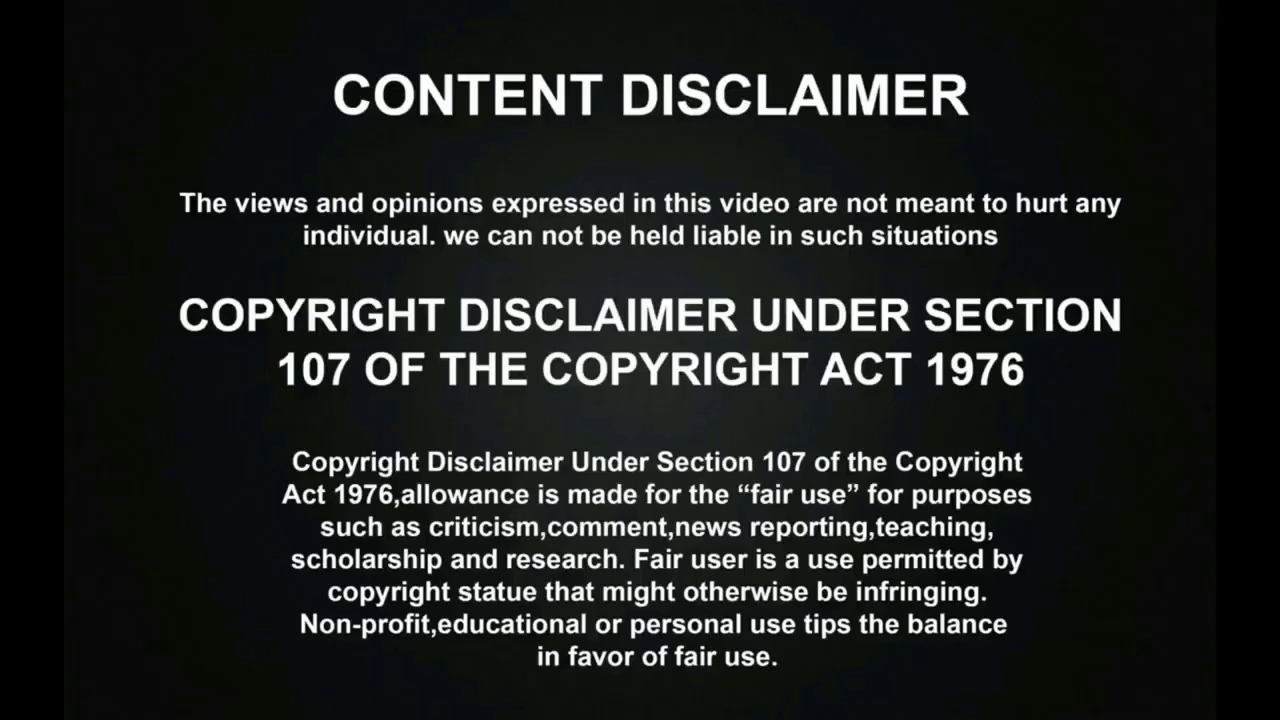 CONTENT DISCLAIMER
The views and opinions expressed in this video are not meant to hurt any
individual. we can not be held liable in such situations
COPYRIGHT DISCLAIMER UNDER SECTION
107 OF THE COPYRIGHT ACT 1976
Copyright Disclaimer Under Section 107 of the Copyright
Act 1976,allowance is made for the “fair use” for purposes
such as criticism,comment,news reporting,teaching,
scholarship and research. Fair user is a use permitted by
copyright statue that might otherwise be infringing.
Non-profit,educational or personal use tips the balance
in favor of fair use.